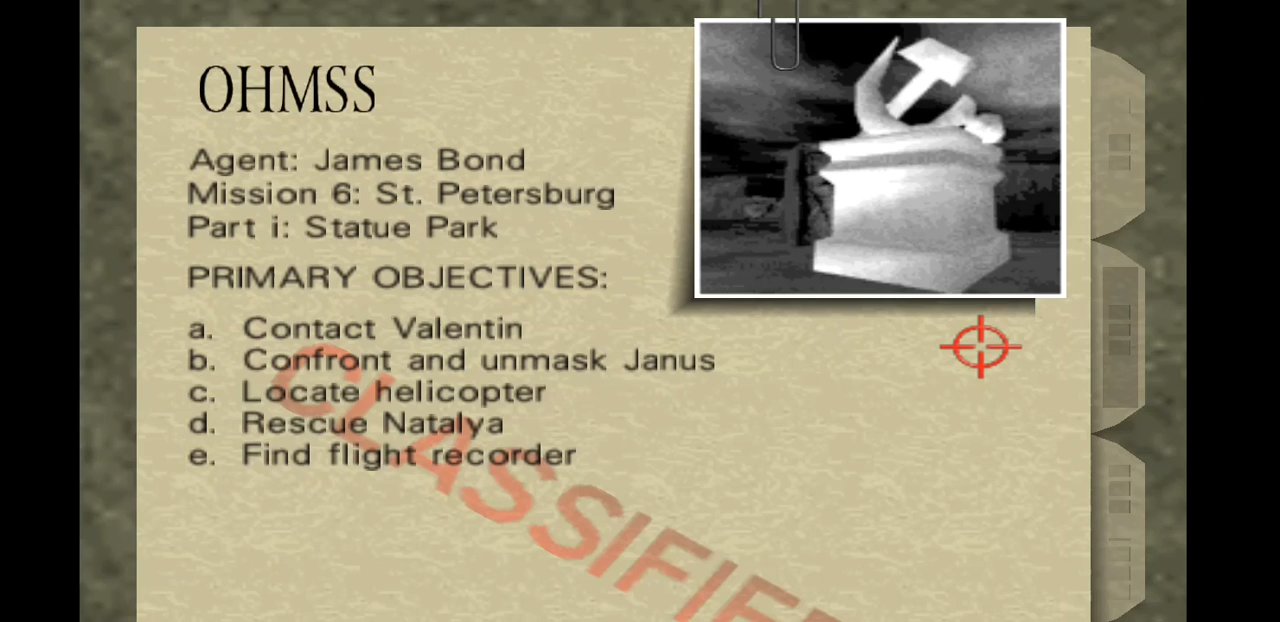 OHMSS
Agent: James Bond
Mission 6: St. Petersburg
Part i: Statue Park
PRIMARY OBJECTIVES:
a. Contact Valentin
b. Confront and unmask Janus
c. Locate helicopter
d. Rescue Natalya
e. Find flight recorder
CLASSIFIE